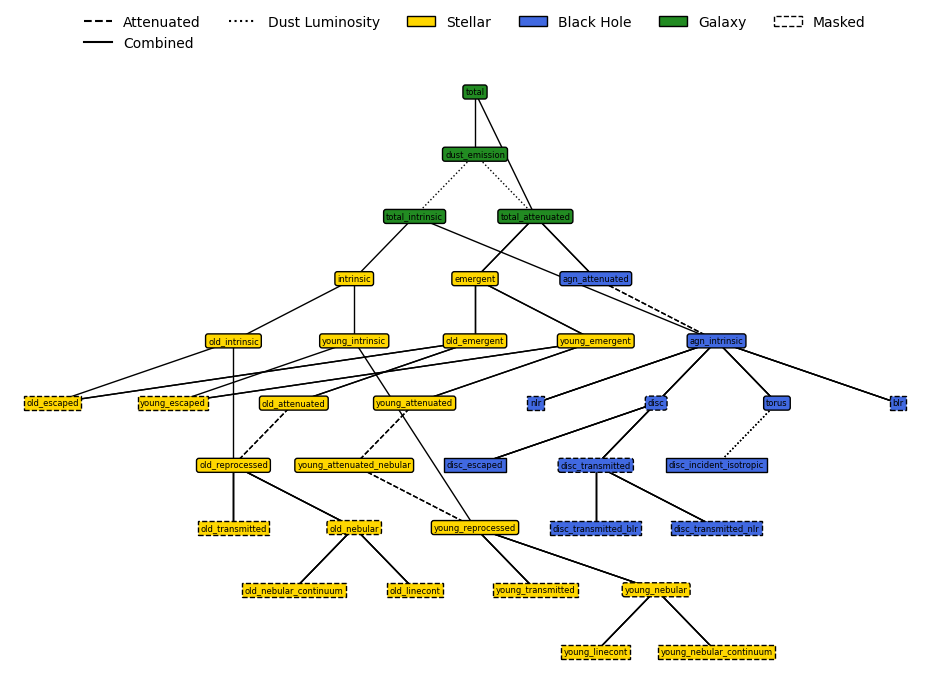 Attenuated Dust Luminosity Stellar Black Hole Galaxy Masked
Combined
total
dust_emission
total_intrinsic total_attenuated
intrinsic emergent agn_attenuated
old_intrinsic young_intrinsic old_emergent young_emergent agn_intrinsic
old_escaped young_escaped old_attenuated young_attenuated nlr disc torus blr
old_reprocessed young_attenuated_nebular disc_escaped disc_transmitted disc_incident_isotropic
old_transmitted old_nebular young_reprocessed disc_transmitted_blr disc_transmitted_nlr
old_nebular_continuum old_linecont young_transmitted young_nebular
young_linecont young_nebular_continuum